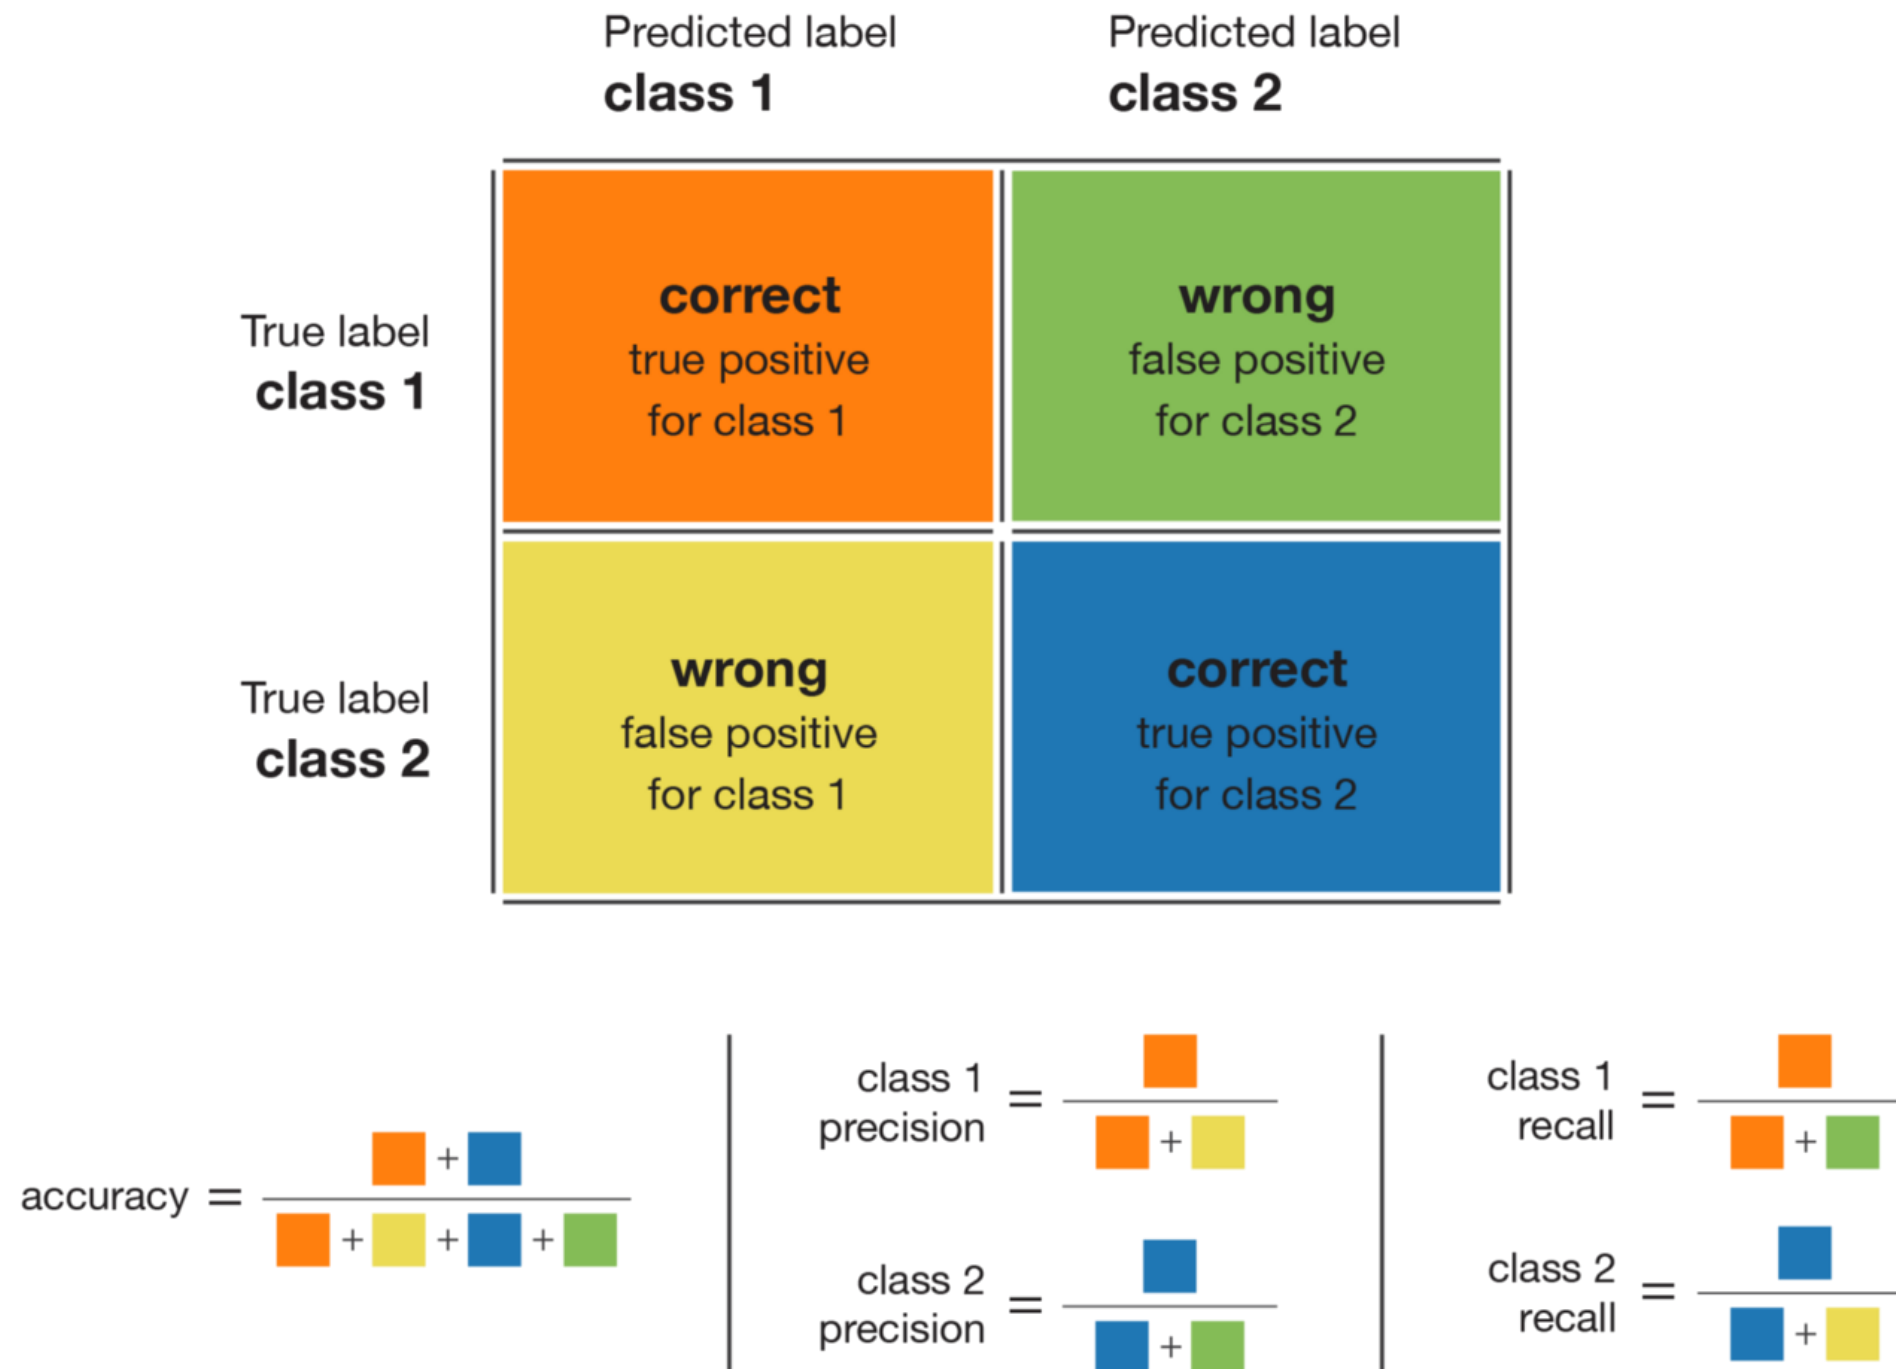 Predicted label
class 1
Predicted label
class 2
True label
class 1
correct
true positive
for class 1
wrong
false positive
for class 2
True label
class 2
wrong
false positive
for class 1
correct
true positive
for class 2
accuracy =
+
+ + +
class 1
precision
=
+
class 2
precision
=
+
class 1
recall
=
+
class 2
recall
=
+